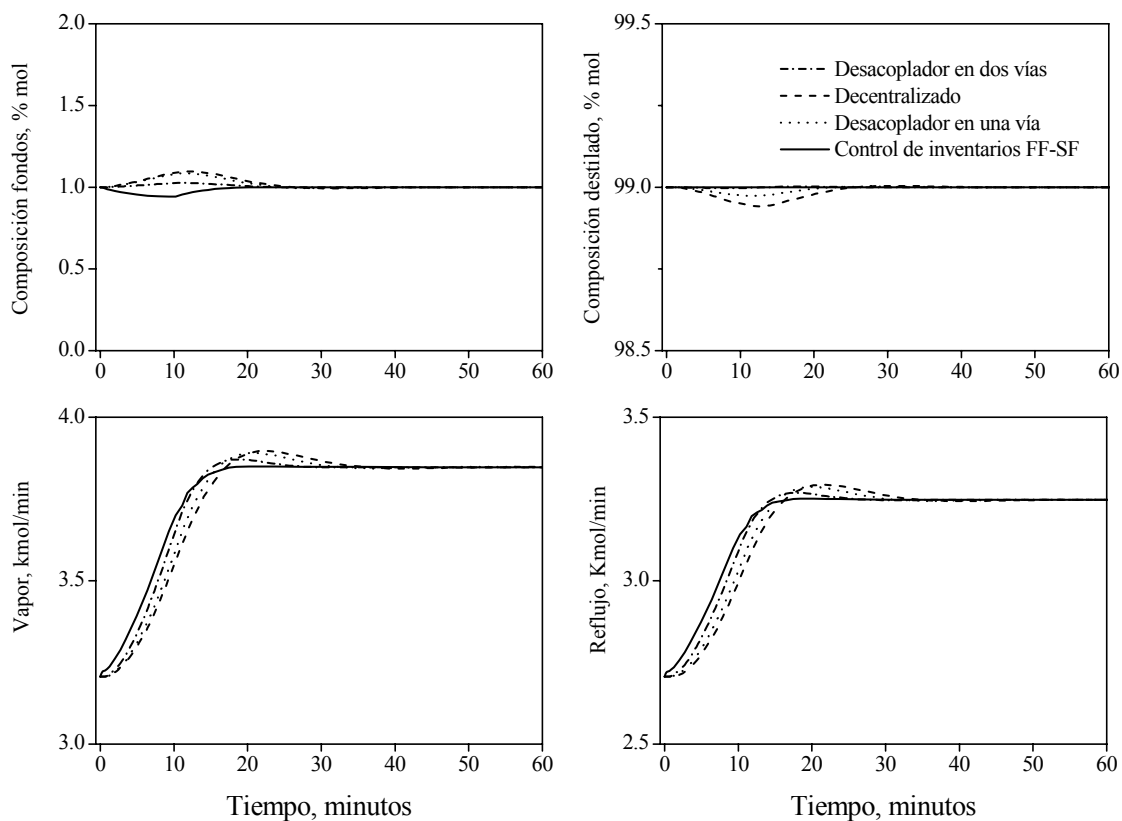 Composición fondos, % mol
2.0
1.5
1.0
0.5
0.0
0 10 20 30 40 50 60
Composición destilado, % mol
99.5
99.0
98.5
Desacoplador en dos vías
Decentralizado
Desacoplador en una vía
Control de inventarios FF-SF
0 10 20 30 40 50 60
Vapor, kmol/min
4.0
3.5
3.0
0 10 20 30 40 50 60
Tiempo, minutos
Reflujo, Kmol/min
3.5
3.0
2.5
0 10 20 30 40 50 60
Tiempo, minutos